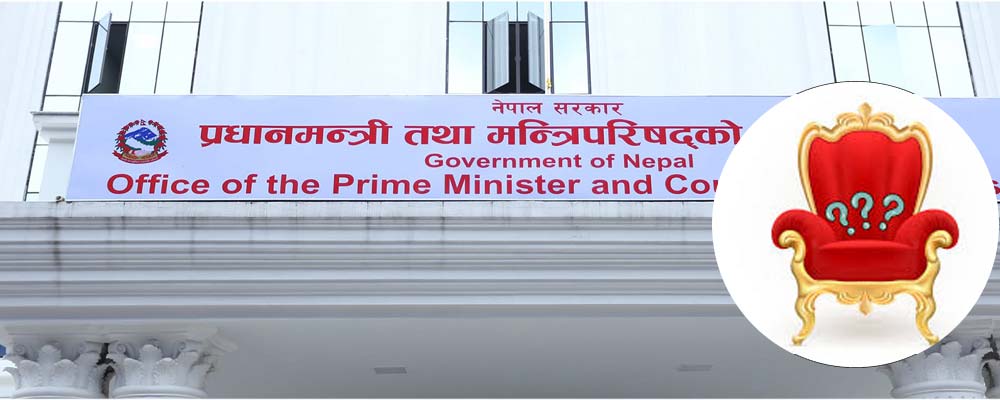 नेपाल सरकार
प्रधानमन्त्री तथा मन्त्रिपरिषद्को
Government of Nepal
Office of the Prime Minister and
???